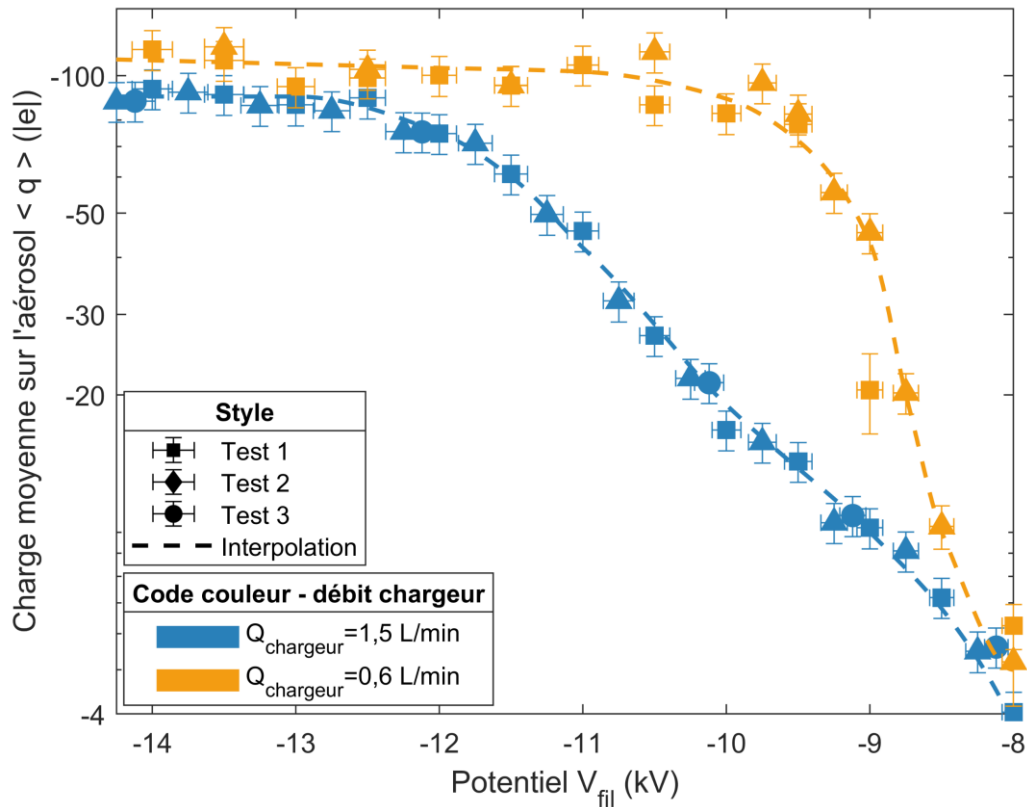 Charge moyenne sur l'aérosol < q > (|e|)
-100
-50
-30
-20
-4
Style
Test 1
Test 2
Test 3
Interpolation
Code couleur - débit chargeur
Qchargeur=1,5 L/min
Qchargeur=0,6 L/min
-14
-13
-12
-11
-10
-9
-8
Potentiel Vfil (kV)